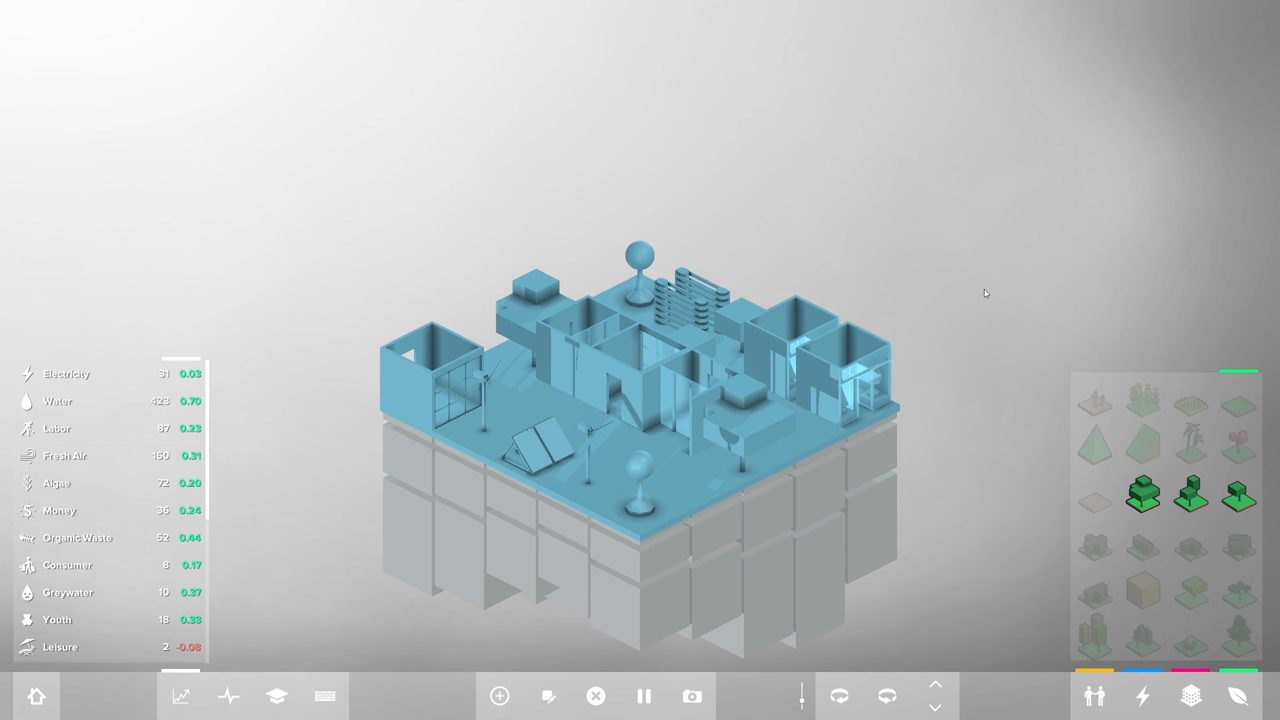 Electricity 31 0.03
Water 423 0.70
Labor 87 0.23
Fresh Air 160 0.31
Algae 72 0.20
Money 36 0.24
Organic Waste 52 0.44
Consumer 8 0.17
Greywater 10 0.37
Youth 18 0.33
Leisure 2 -0.08